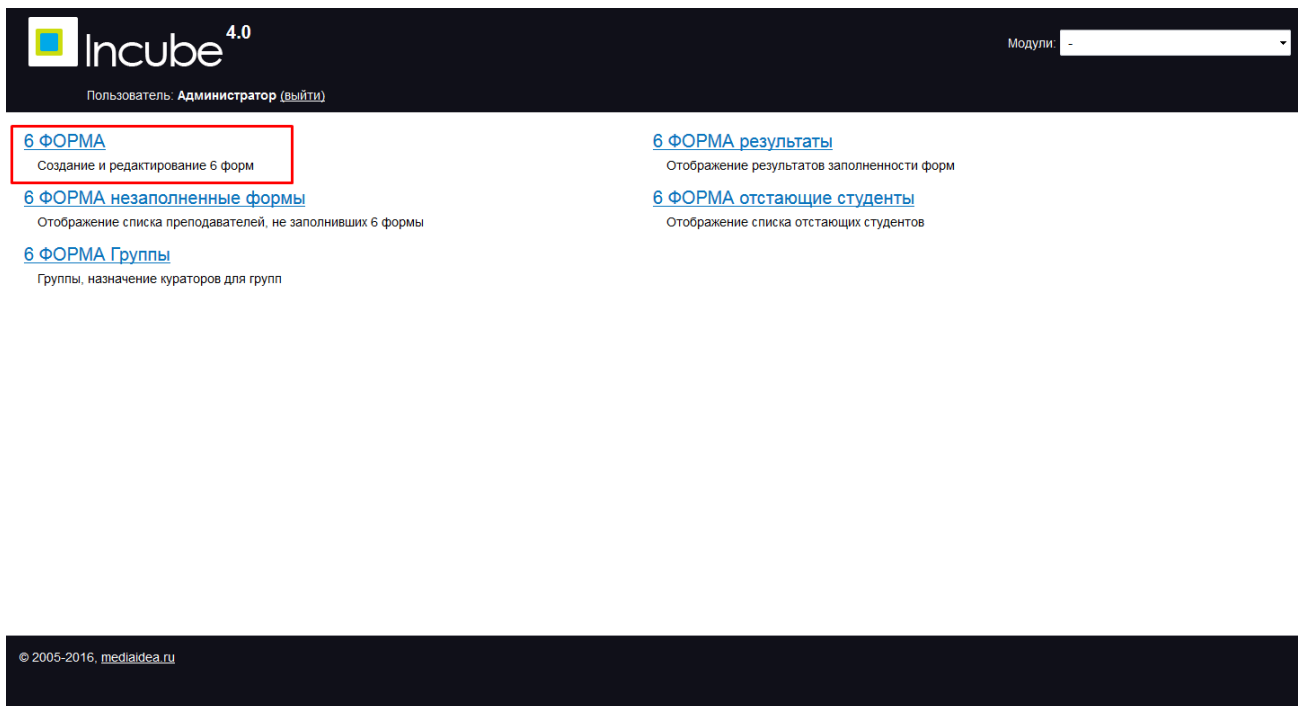 Incube 4.0
Модули: -
Пользователь: Администратор (выйти)
6 ФОРМА
Создание и редактирование 6 форм
6 ФОРМА результаты
Отображение результатов заполненности форм
6 ФОРМА незаполненные формы
Отображение списка преподавателей, не заполнивших 6 формы
6 ФОРМА отстающие студенты
Отображение списка отстающих студентов
6 ФОРМА Группы
Группы, назначение кураторов для групп
© 2005-2016, mediaidea.ru